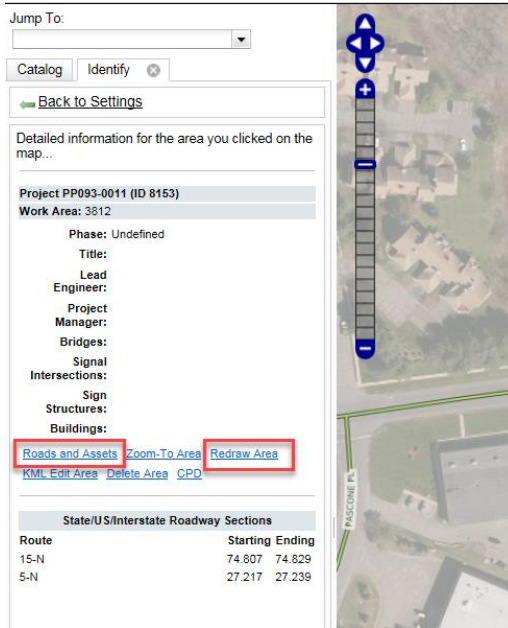 Jump To:
Catalog Identify
Back to Settings
Detailed information for the area you clicked on the
map...
Project PP093-0011 (ID 8153)
Work Area: 3812
Phase: Undefined
Title:
Lead
Engineer:
Project
Manager:
Bridges:
Signal
Intersections:
Sign
Structures:
Buildings:
Roads and Assets Zoom-To Area Redraw Area
KML Edit Area Delete Area CPD
State/US/Interstate Roadway Sections
Route Starting Ending
15-N 74.807 74.829
5-N 27.217 27.239
PASCONE PL